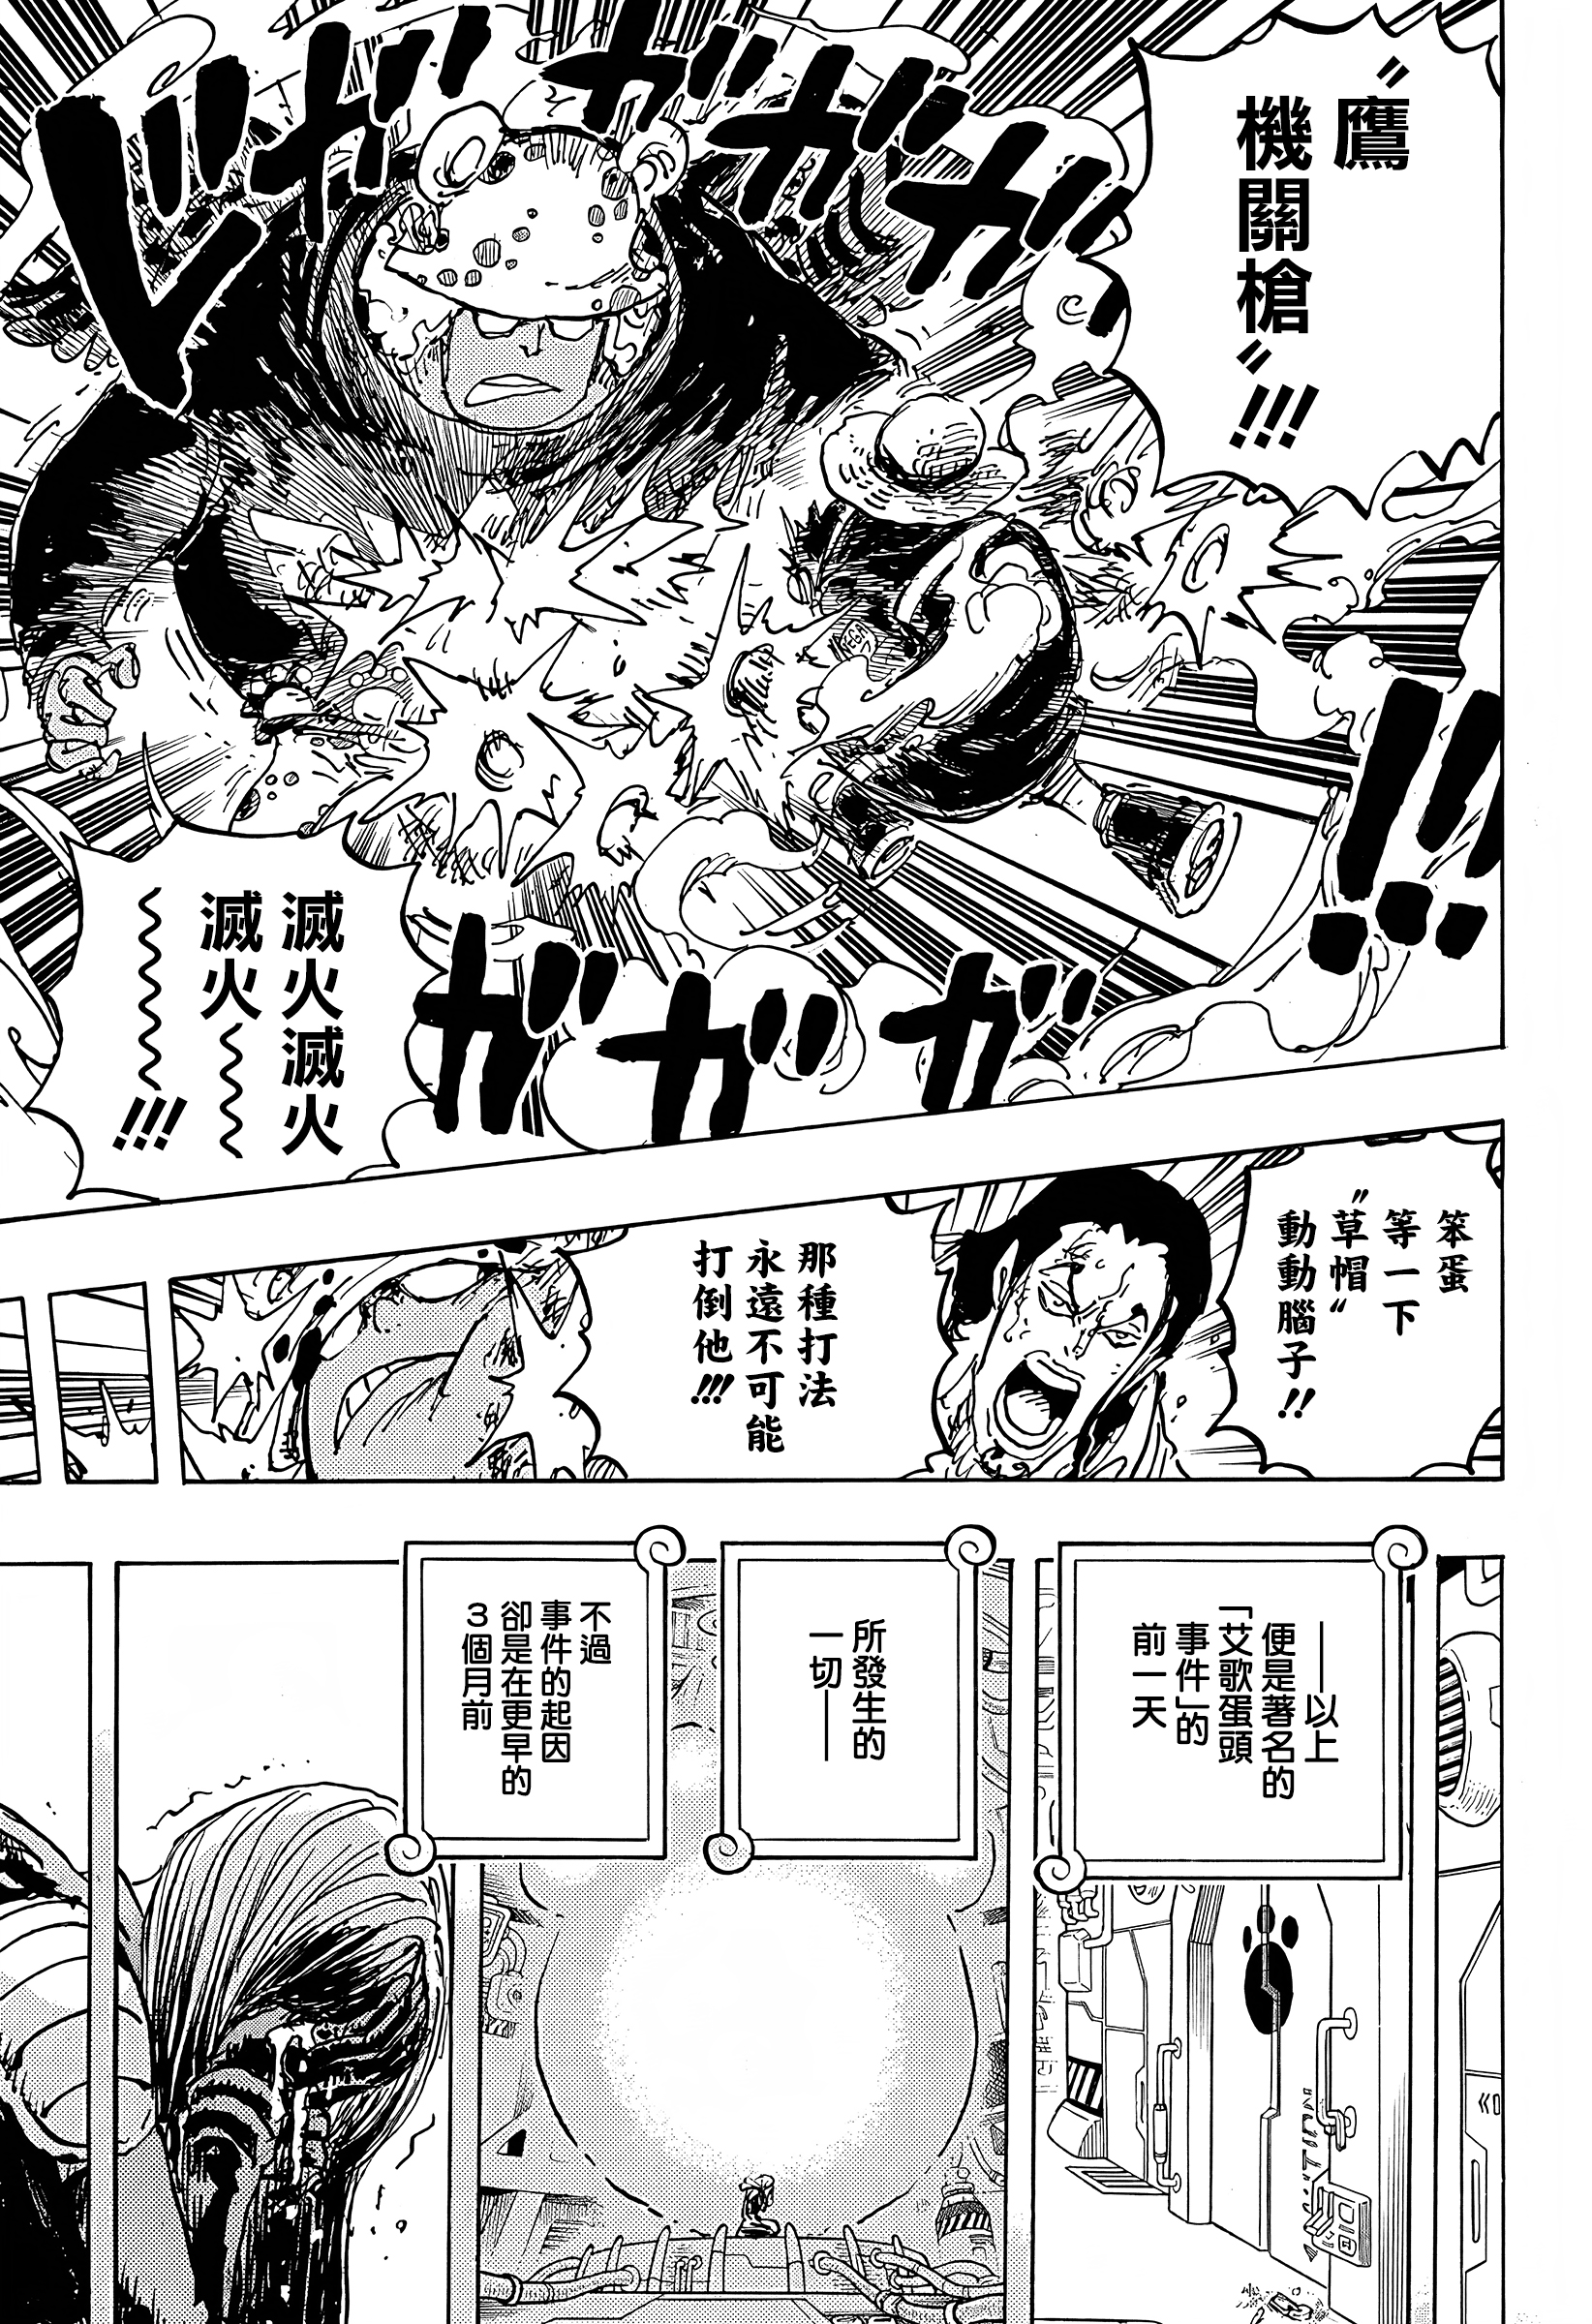 〝鷹
機關槍〞!!!
ドガガガガ
!!!
滅火滅火
滅火～
～!!!
ガガガ
笨蛋
等一下
〝草帽〞
動動腦子!!
那種打法
永遠不可能
打倒他!!!
——以上
便是著名的
「艾歌蛋頭
事件」的
前一天
所發生的
一切——
不過
事件的起因
卻是在更早的
3個月前